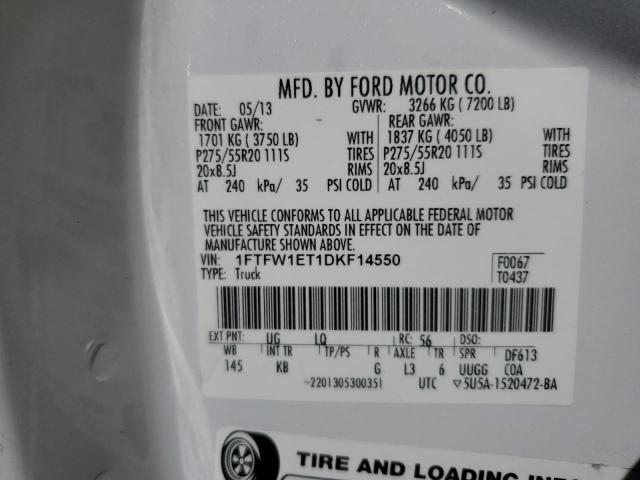 MFD. BY FORD MOTOR CO.
DATE: 05/13 GVWR: 3266 KG ( 7200 LB)
FRONT GAWR: REAR GAWR:
1701 KG ( 3750 LB) WITH 1837 KG ( 4050 LB) WITH
P275/55R20 111S TIRES P275/55R20 111S TIRES
20x8.5J RIMS 20x8.5J RIMS
AT 240 kPa/ 35 PSI COLD AT 240 kPa/ 35 PSI COLD
THIS VEHICLE CONFORMS TO ALL APPLICABLE FEDERAL MOTOR
VEHICLE SAFETY STANDARDS IN EFFECT ON THE DATE OF
MANUFACTURE SHOWN ABOVE.
VIN: 1FTFW1ET1DKF14550 F0067
TYPE: Truck T0437
EXT PNT: UG LQ RC: 56 DSO:
WB INT TR TP/PS R AXLE TR SPR DF613
145 KB G L3 6 UUGG COA
2201305300351 UTC ▽5U5A-1520472-BA
TIRE AND LOADING